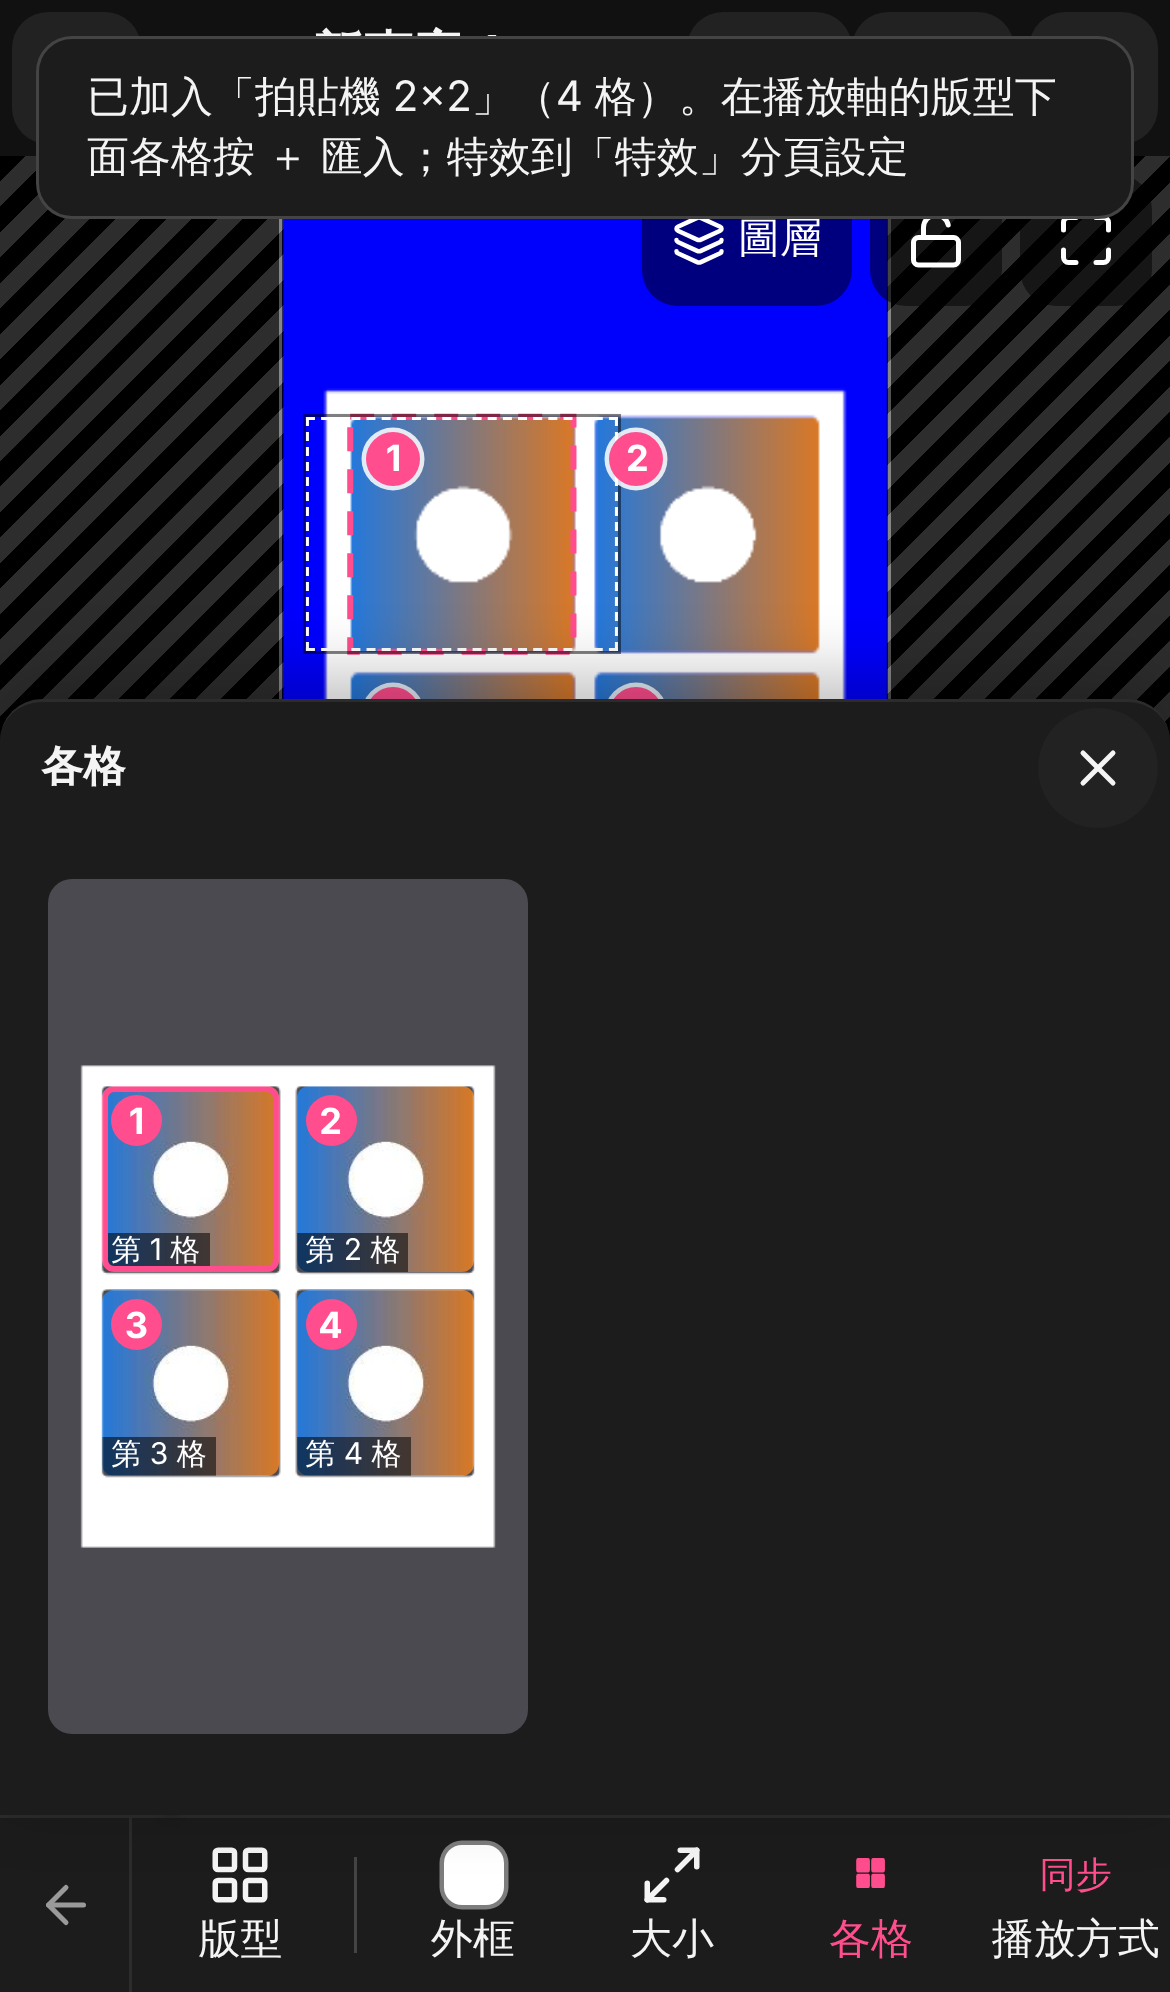 已加入「拍貼機 2×2」（4 格）。在播放軸的版型下
面各格按 ＋ 匯入；特效到「特效」分頁設定
圖層
1
2
各格
1
2
第 1 格
第 2 格
3
4
第 3 格
第 4 格
版型
外框
大小
各格
同步
播放方式